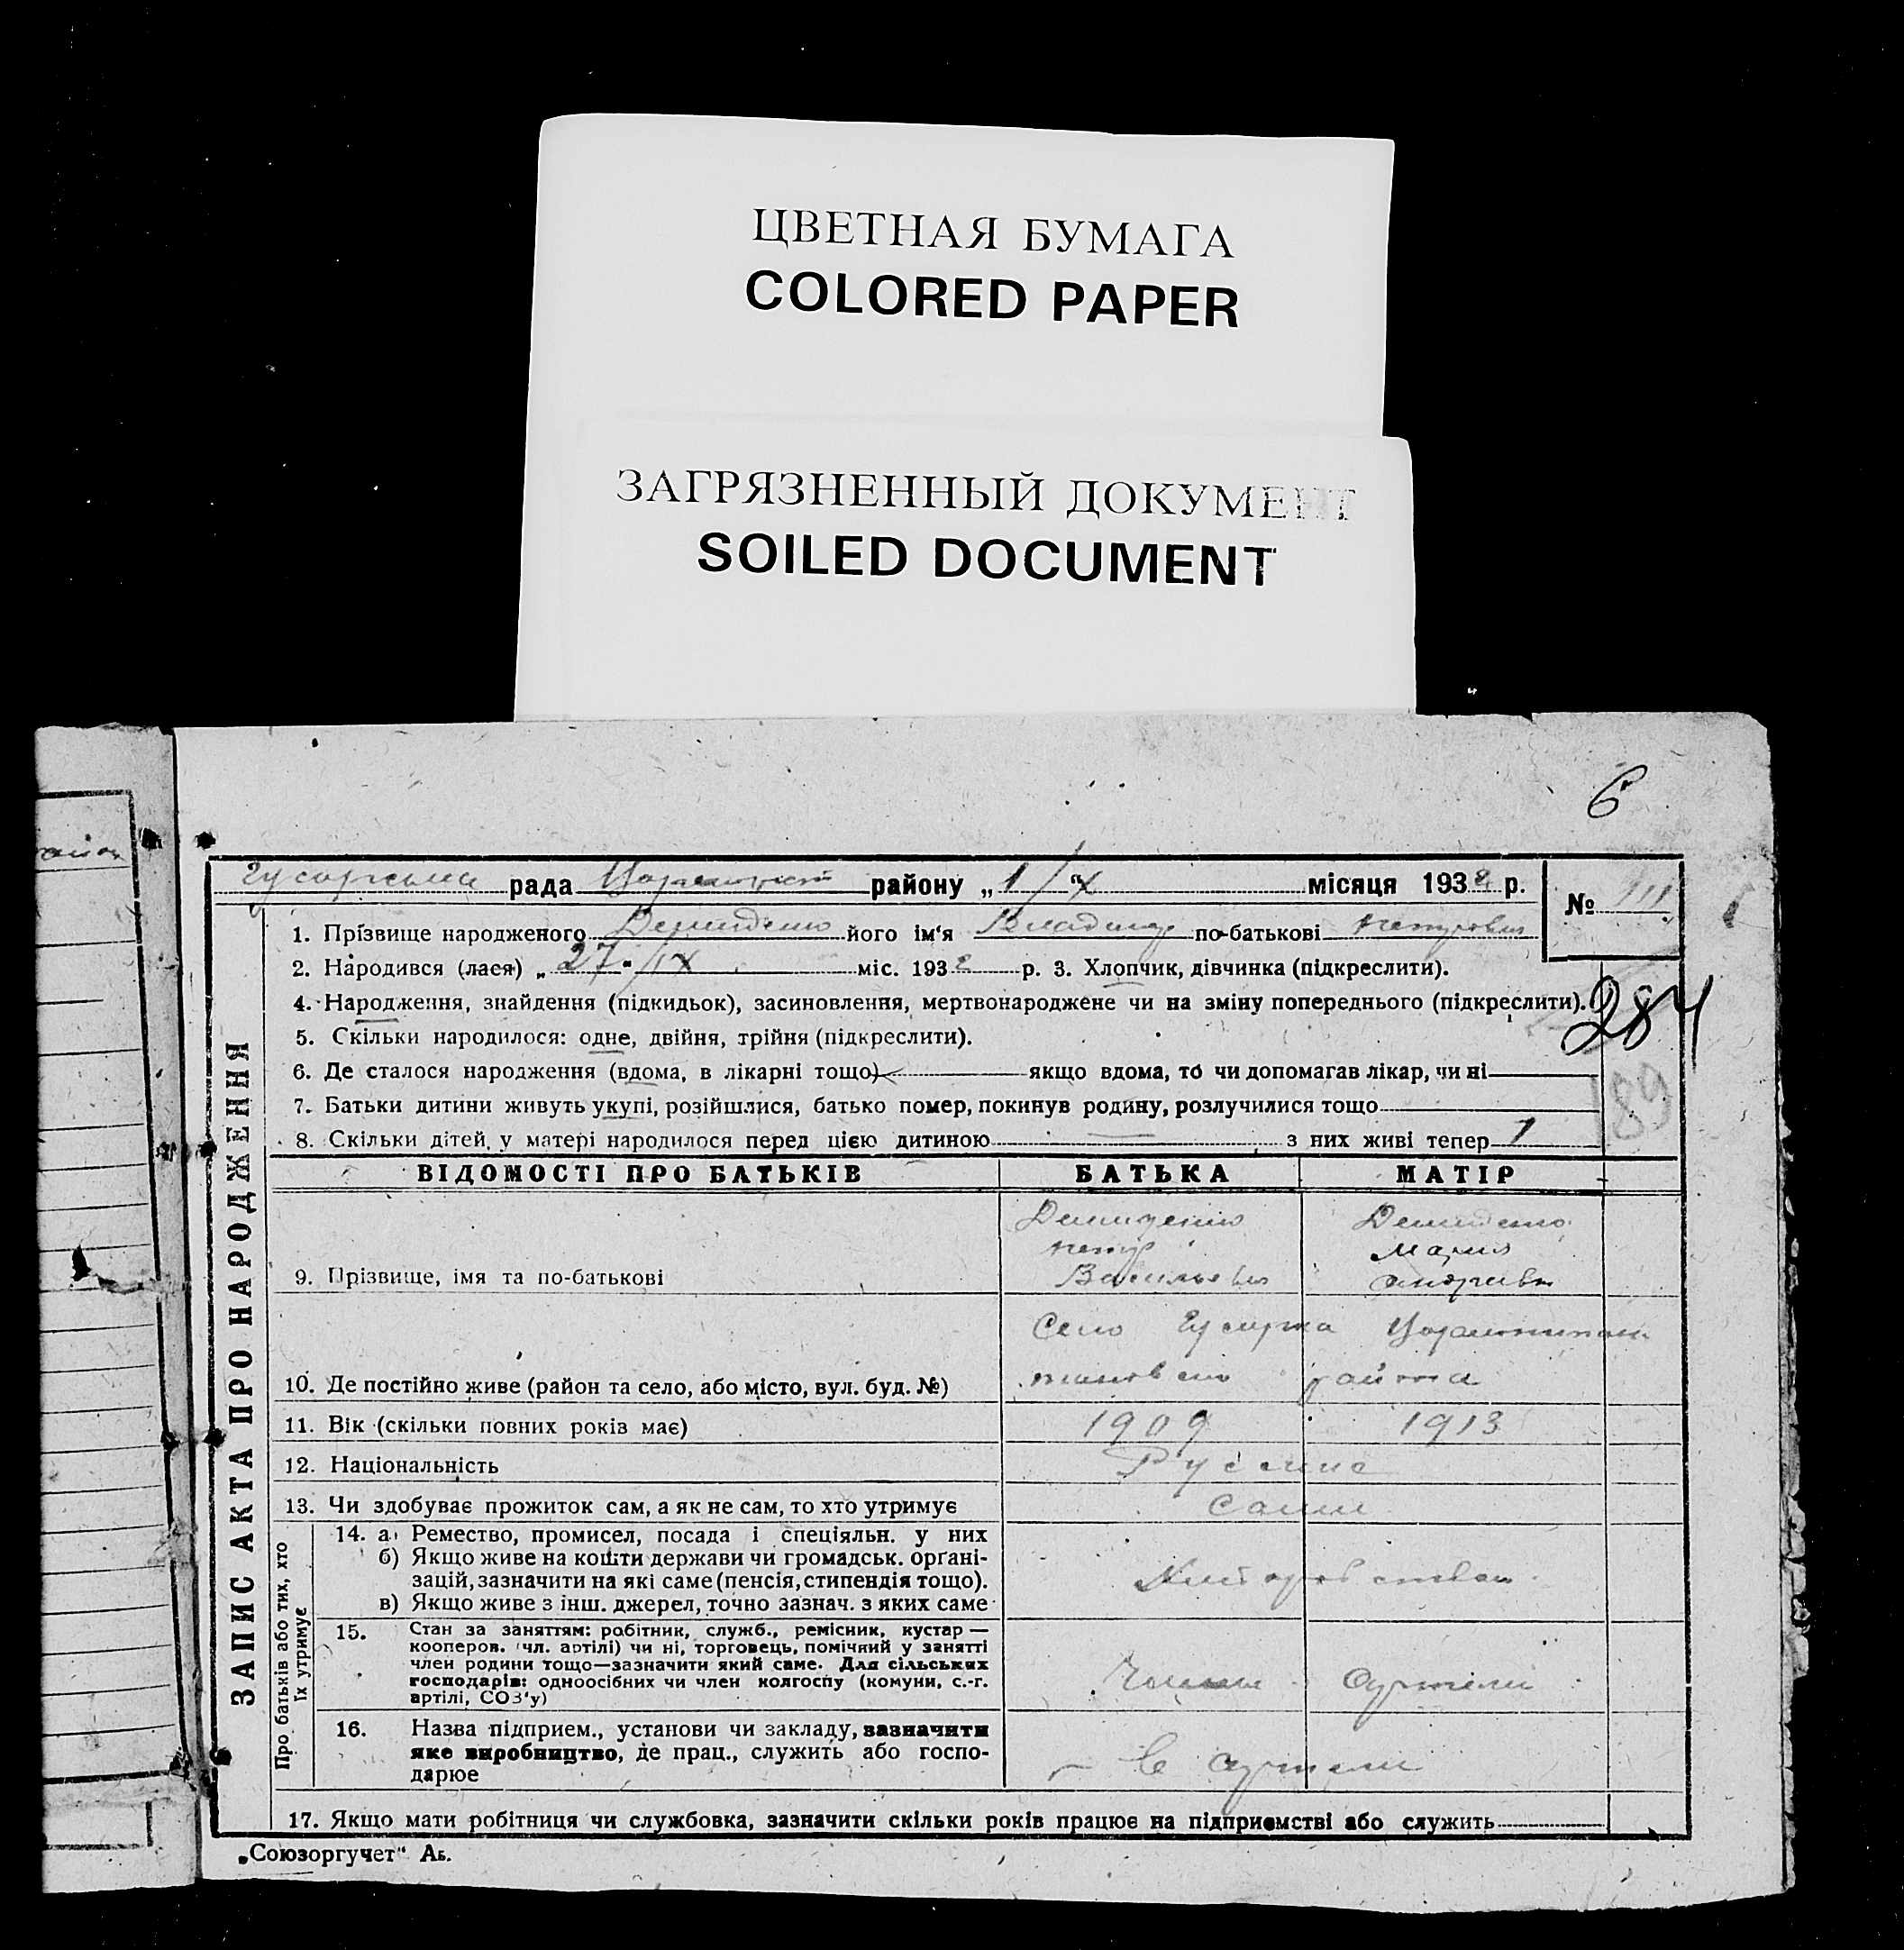 ЦВЕТНАЯ БУМАГА
COLORED PAPER
ЗАГРЯЗНЕННЫЙ ДОКУМЕНТ
SOILED DOCUMENT
6
рада району „1/X“ місяця 193 р.
№ 111
1. Прізвище народженого Демиденко його ім‘я по-батькові Петрович
2. Народився (лася) „27“ IX міс. 1932 р. 3. Хлопчик, дівчинка (підкреслити).
4. Народження, знайдення (підкидьок), засиновлення, мертвонароджене чи на зміну попереднього (підкреслити).
284
5. Скільки народилося: одне, двійня, трійня (підкреслити).
6. Де сталося народження (вдома, в лікарні тощо) якщо вдома, то чи допомагав лікар, чи ні
7. Батьки дитини живуть укупі, розійшлися, батько помер, покинув родину, розлучилися тощо
189
8. Скільки дітей у матері народилося перед цією дитиною — з них живі тепер 1
ЗАПИС АКТА ПРО НАРОДЖЕННЯ
ВІДОМОСТІ ПРО БАТЬКІВ БАТЬКА МАТІР
Демиденко Демиденко
Петр Мария
9. Прізвище, імя та по-батькові Васильевич
Село
10. Де постійно живе (район та село, або місто, вул. буд. №) района
11. Вік (скільки повних років має) 1909 1913
12. Національність Русские
13. Чи здобуває прожиток сам, а як не сам, то хто утримує Сами
Про батьків або тих, хто їх утримує
14. а) Ремество, промисел, посада і спеціяльн. у них
б) Якщо живе на кошти держави чи громадськ. орґані-
зацій, зазначити на які саме (пенсія, стипендія тощо).
в) Якщо живе з інш. джерел, точно зазнач. з яких саме
15. Стан за заняттям: робітник, служб., ремісник, кустар —
кооперов. (чл. артілі) чи ні, торговець, помічний у занятті
член родини тощо—зазначити який саме. Для сільських
господарів: одноосібних чи член колгоспу (комуни, с.-г.
артілі, СОЗ‘у)
Члены Артели
16. Назва підприєм., установи чи закладу, зазначити
яке виробництво, де прац., служить або госпо-
дарює
в артели
17. Якщо мати робітниця чи службовка, зазначити скільки років працює на підприємстві або служить
„Союзоргучет“ Аб.